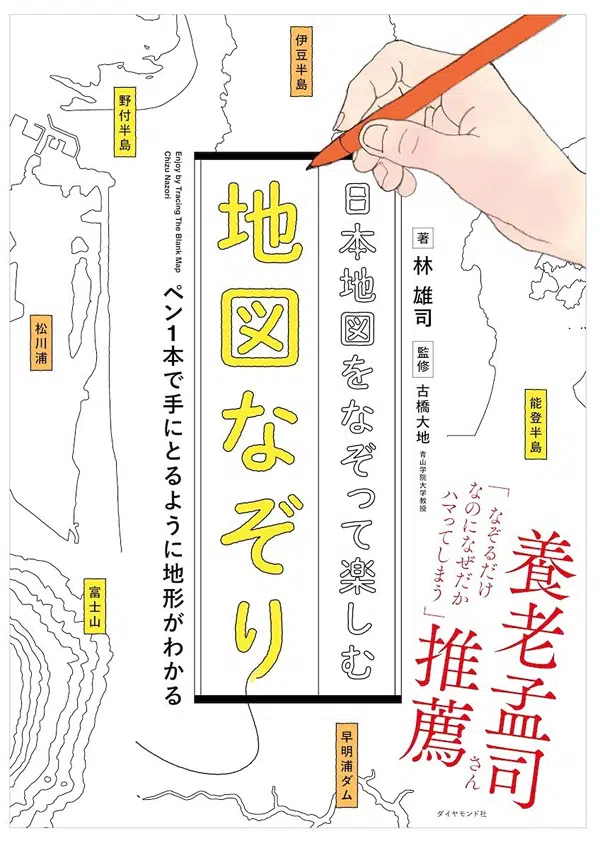 伊豆半島
野付半島
松川浦
富士山
能登半島
早明浦ダム
日本地図をなぞって楽しむ
地図なぞり
Enjoy by Tracing The Blank Map
Chizu Nazori
ペン1本で手にとるように地形がわかる
著 林 雄司
監修 古橋大地
青山学院大学教授
「なぞるだけ
なのになぜだか
ハマってしまう」
養老孟司さん
推薦
ダイヤモンド社